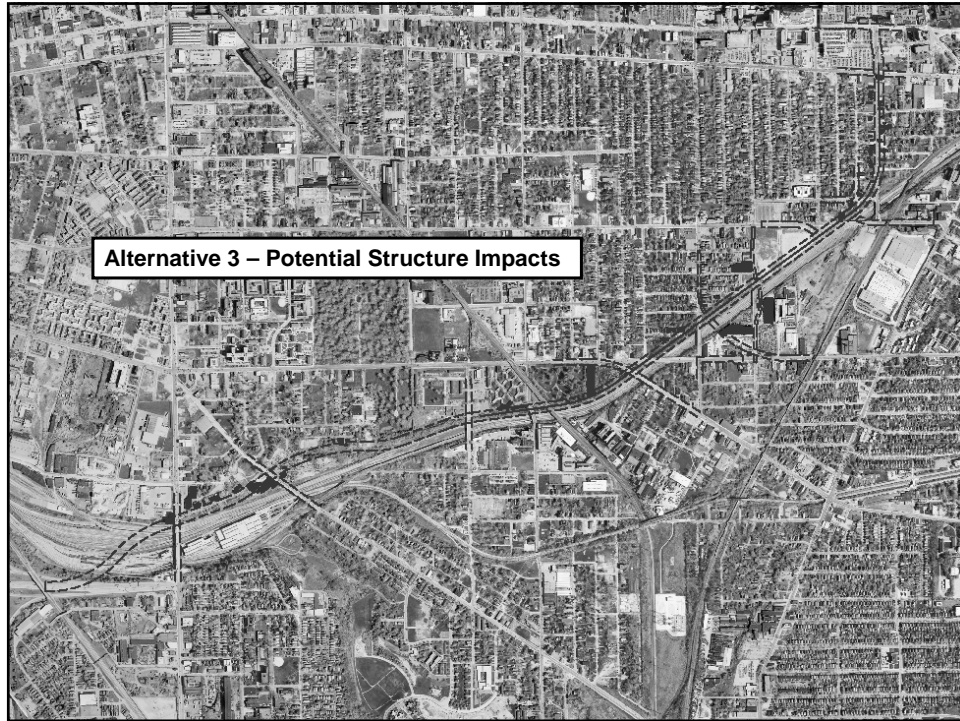 Alternative 3 – Potential Structure Impacts